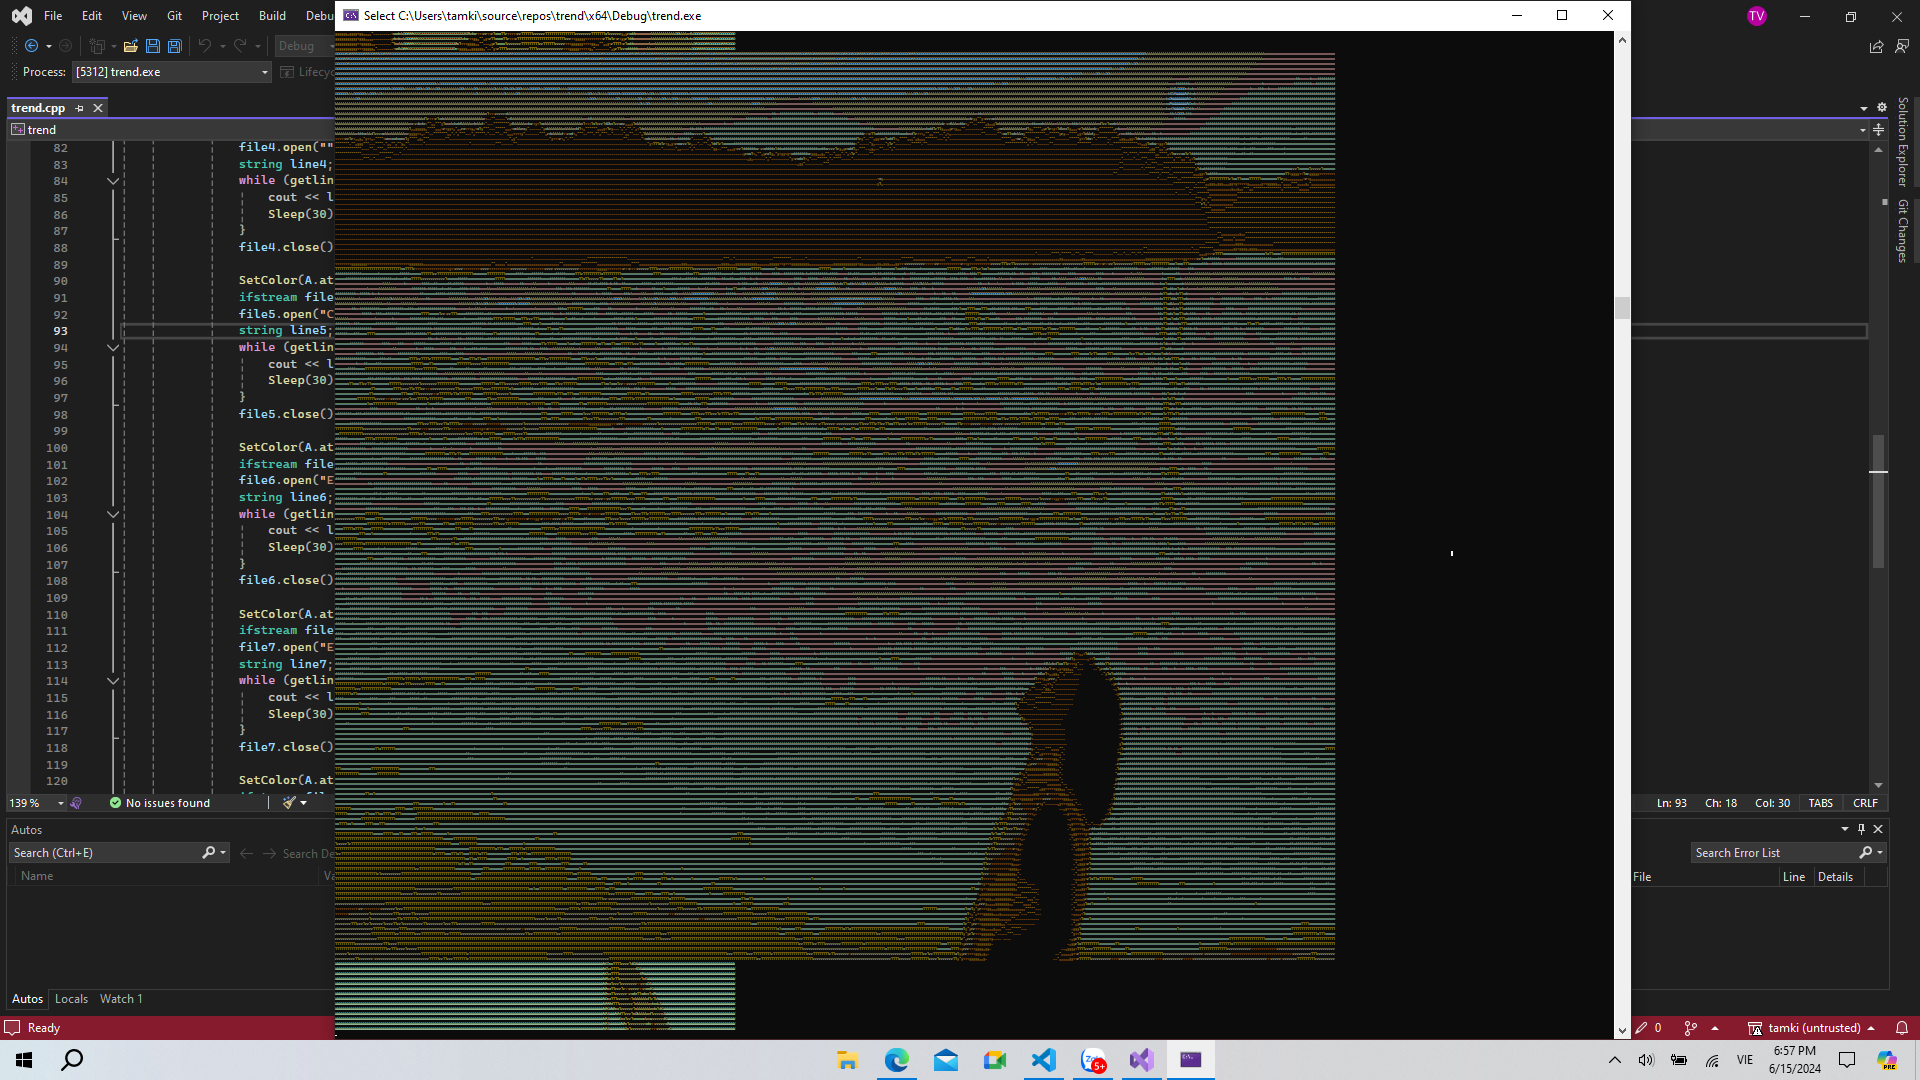 File Edit View Git Project Build Debu
Select C:\Users\tamki\source\repos\trend\x64\Debug\trend.exe
TV
Debug
Process: [5312] trend.exe Lifecyc
trend.cpp
trend
82 file4.open(""
83 string line4;
84 while (getlin
85 cout << l
86 Sleep(30)
87 }
88 file4.close()
89
90 SetColor(A.at
91 ifstream file
92 file5.open("C
93 string line5;
94 while (getlin
95 cout << l
96 Sleep(30)
97 }
98 file5.close()
99
100 SetColor(A.at
101 ifstream file
102 file6.open("E
103 string line6;
104 while (getlin
105 cout << l
106 Sleep(30)
107 }
108 file6.close()
109
110 SetColor(A.at
111 ifstream file
112 file7.open("E
113 string line7;
114 while (getlin
115 cout << l
116 Sleep(30)
117 }
118 file7.close()
119
120 SetColor(A.at
Solution Explorer
Git Changes
139 % No issues found
Ln: 93 Ch: 18 Col: 30 TABS CRLF
Autos
Search (Ctrl+E) Search De
Name Va
Search Error List
File Line Details
Autos Locals Watch 1
Ready
0 tamki (untrusted)
Zalo 5+
VIE
6:57 PM
6/15/2024
PRE